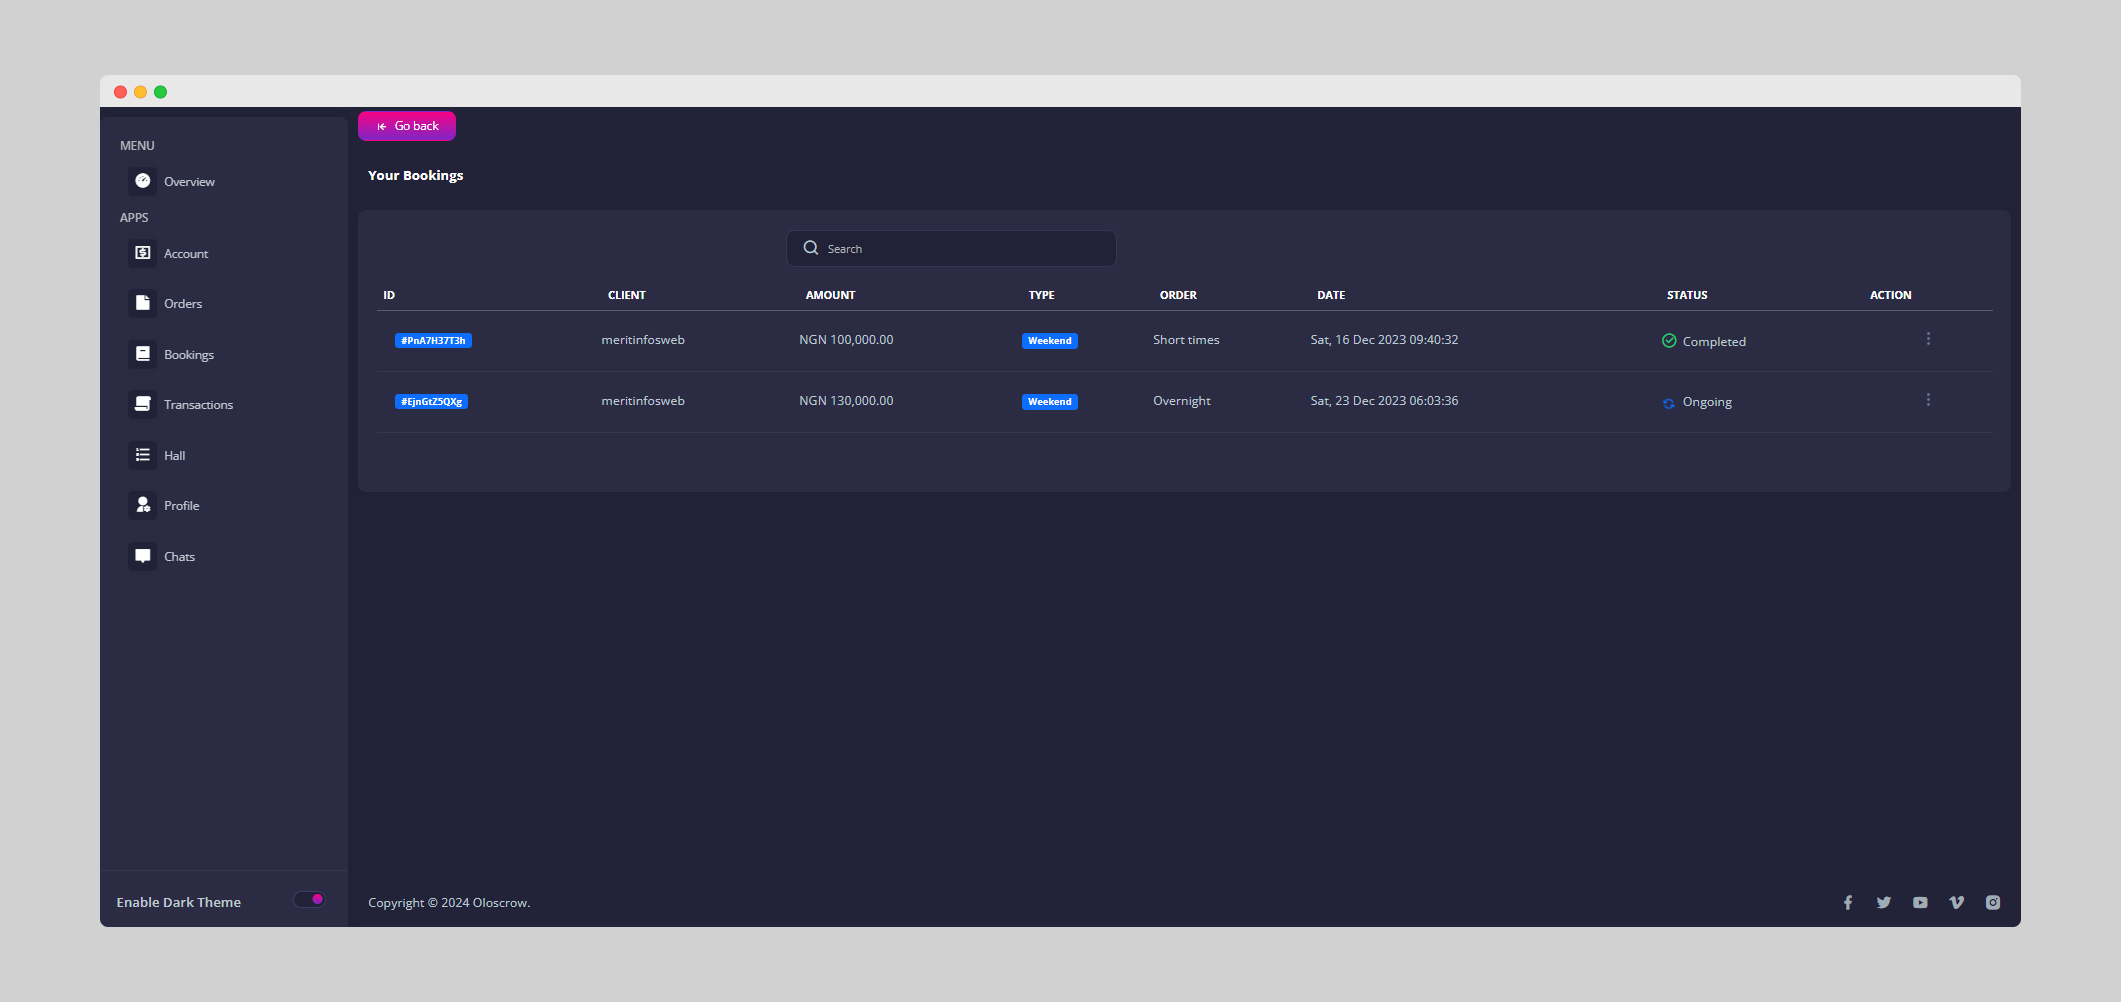 Go back
MENU
Overview
APPS
Account
Orders
Bookings
Transactions
Hall
Profile
Chats
Enable Dark Theme
Your Bookings
Search
ID CLIENT AMOUNT TYPE ORDER DATE STATUS ACTION
#PnA7H37T3h meritinfosweb NGN 100,000.00 Weekend Short times Sat, 16 Dec 2023 09:40:32 Completed
#EjnGtZ5QXg meritinfosweb NGN 130,000.00 Weekend Overnight Sat, 23 Dec 2023 06:03:36 Ongoing
Copyright © 2024 Oloscrow.